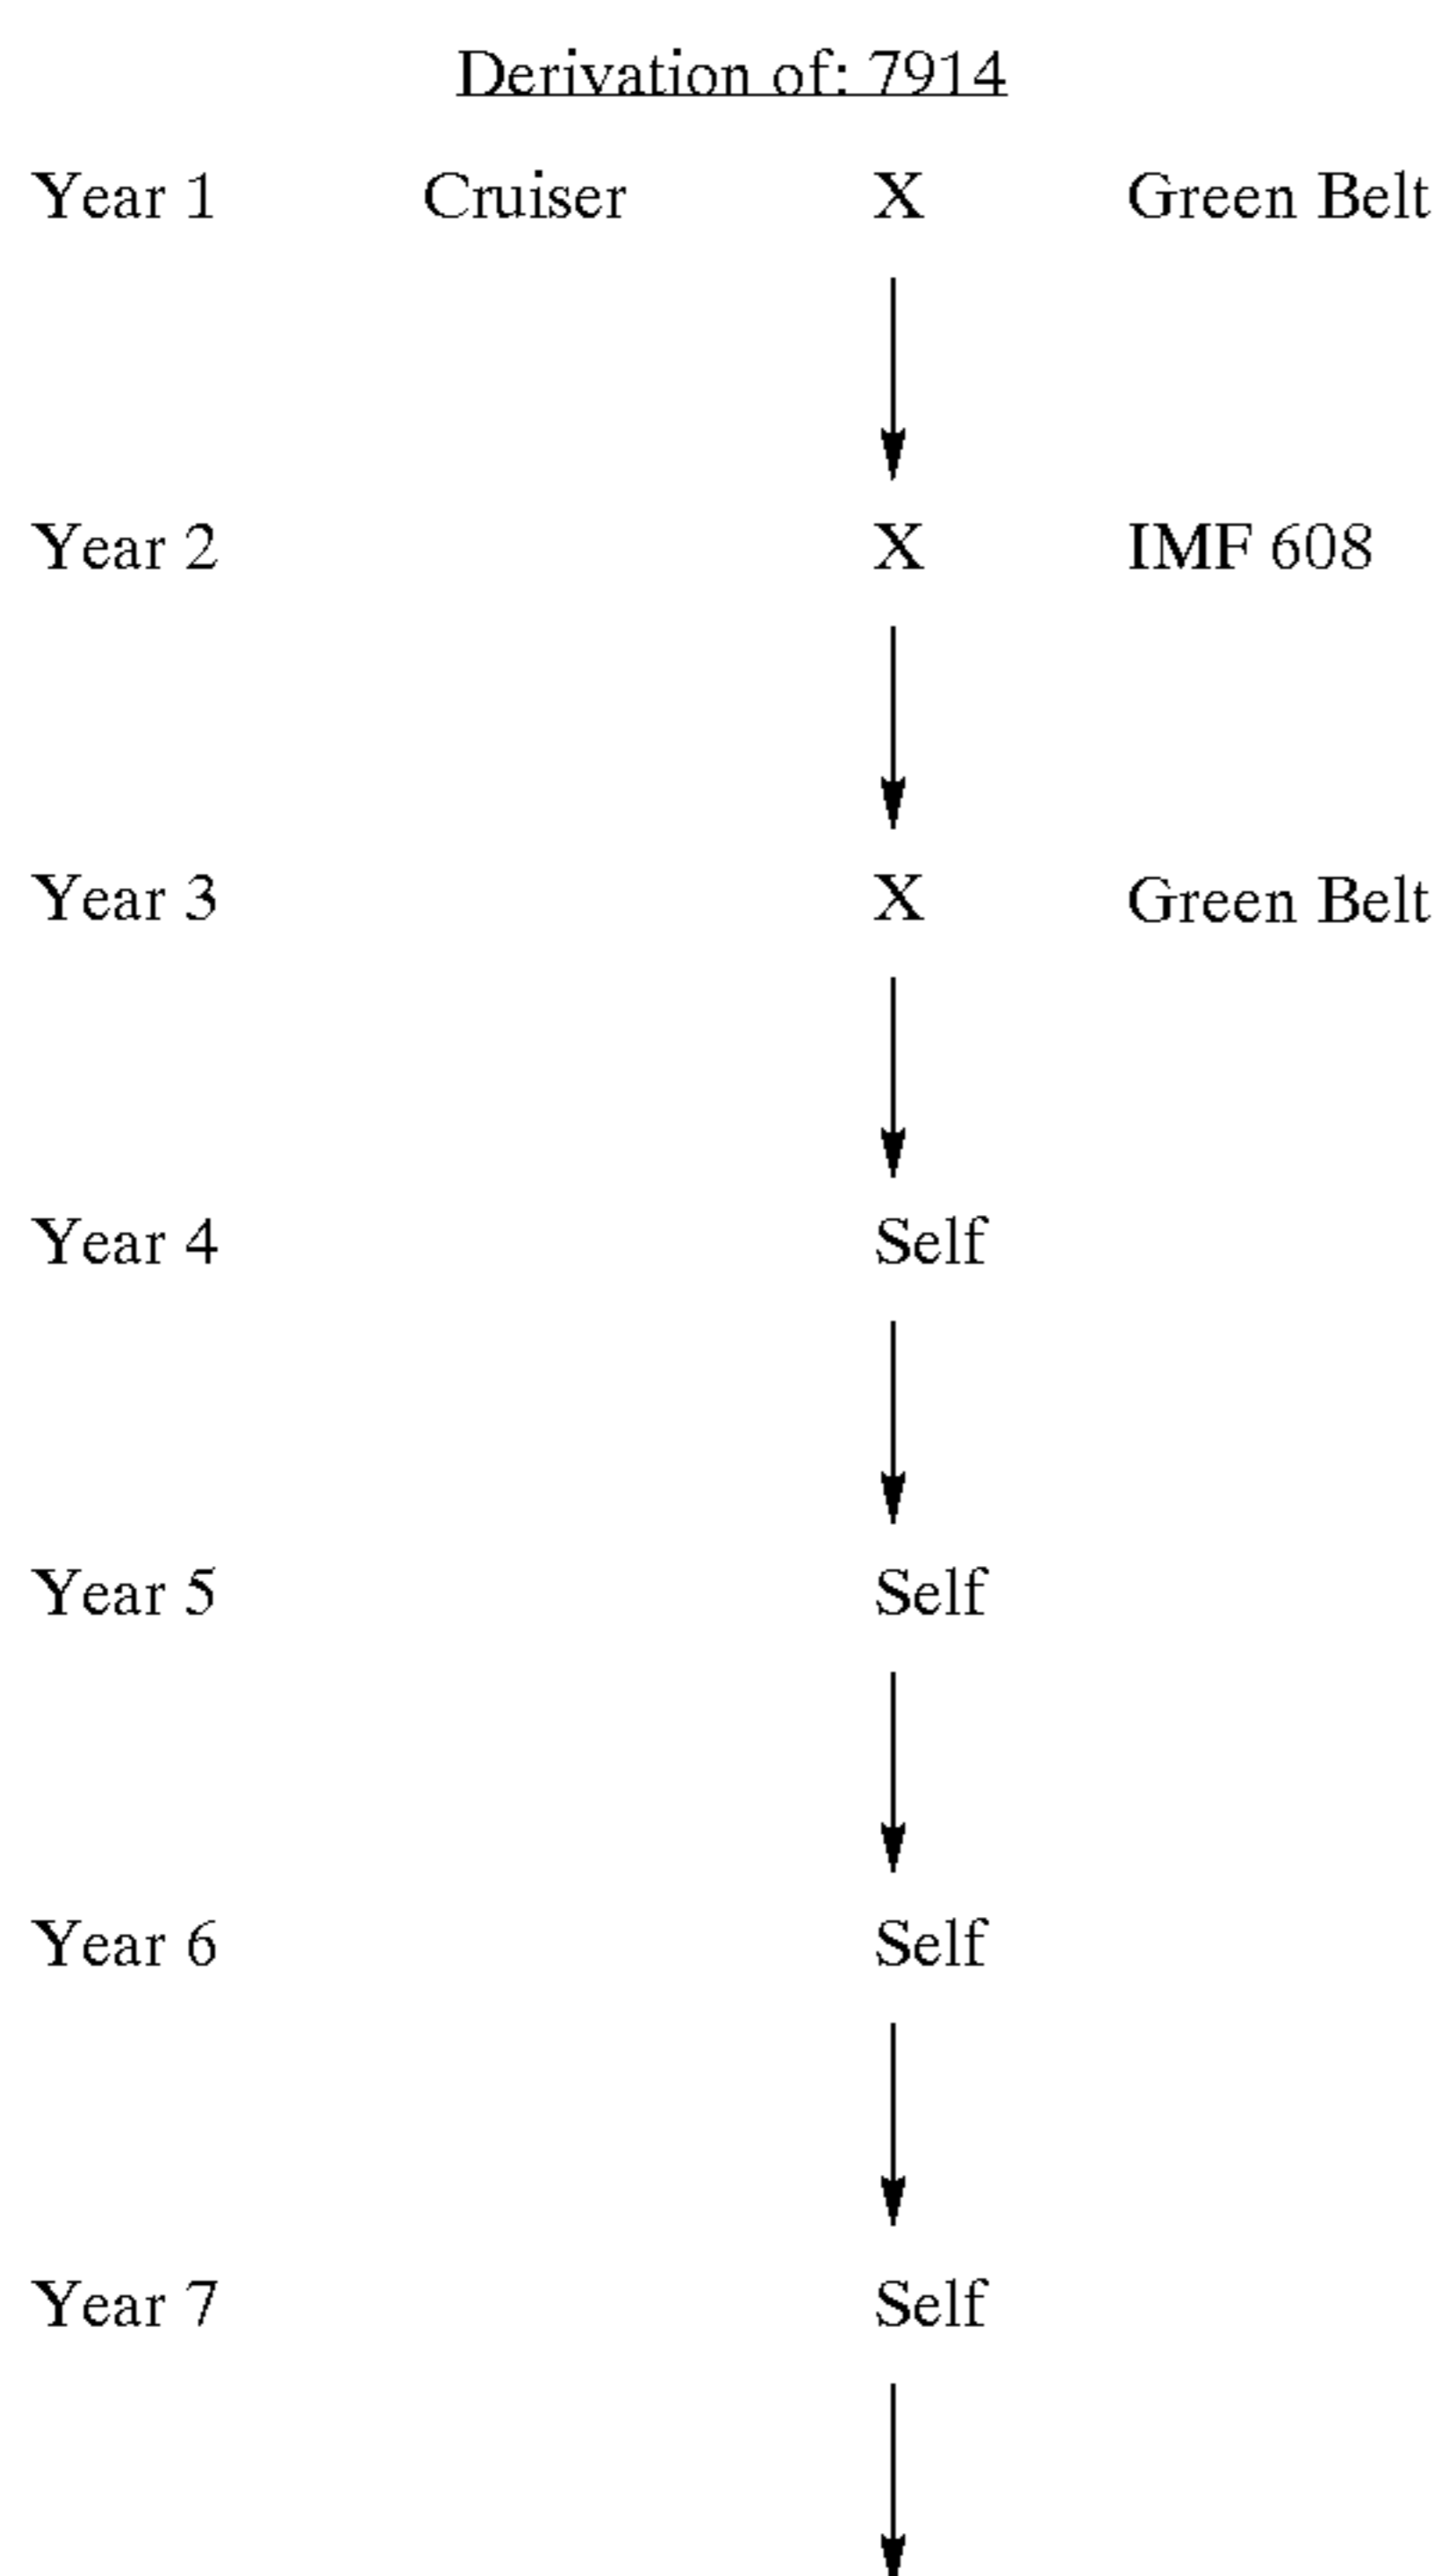 Derivation of: 7914
Year 1 Cruiser X Green Belt
Year 2 X IMF 608
Year 3 X Green Belt
Year 4 Self
Year 5 Self
Year 6 Self
Year 7 Self